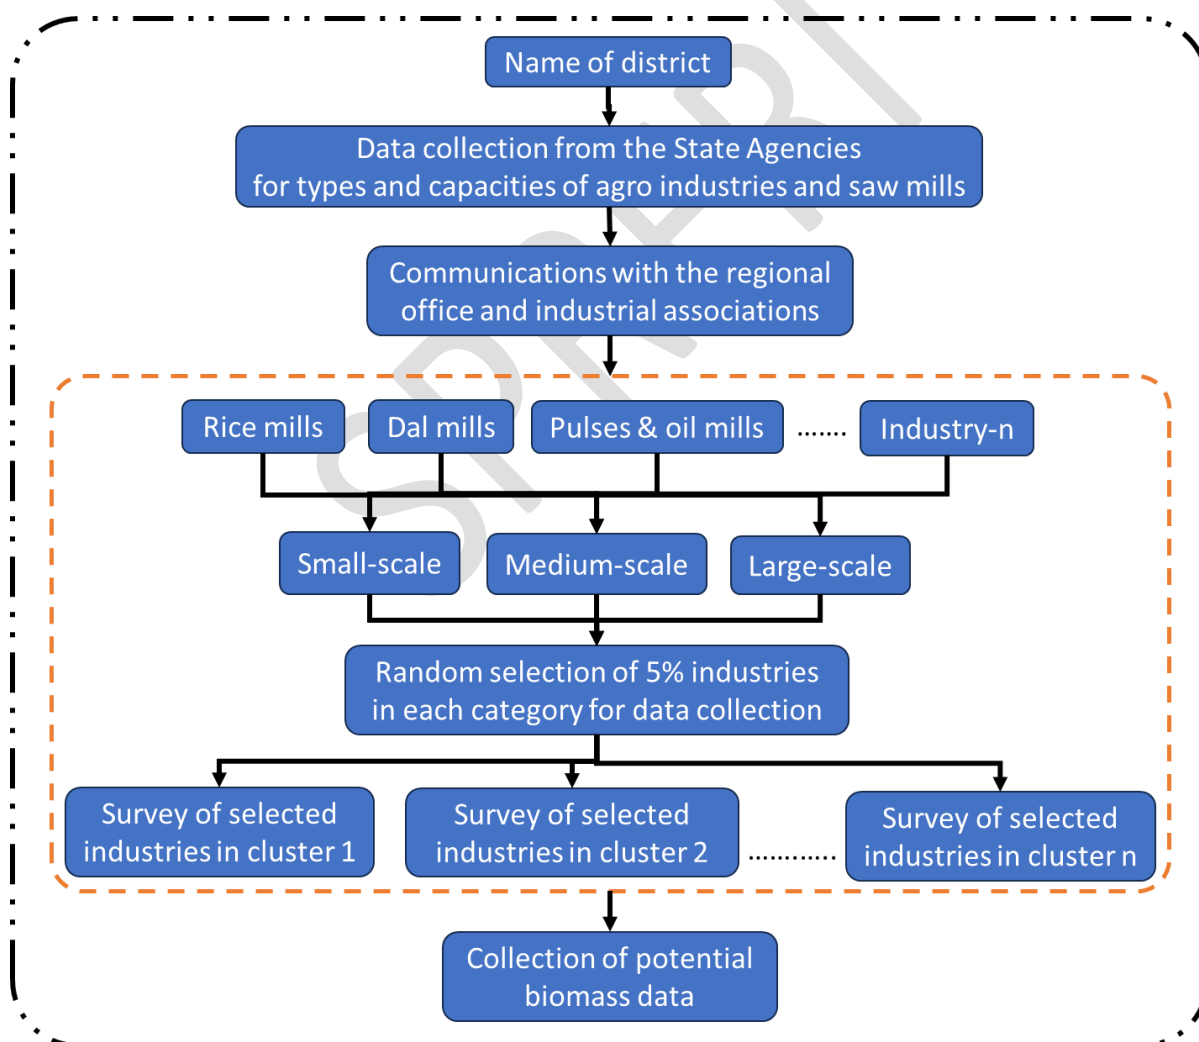 Name of district
Data collection from the State Agencies
for types and capacities of agro industries and saw mills
Communications with the regional
office and industrial associations
Rice mills
Dal mills
Pulses & oil mills
.......
Industry-n
Small-scale
Medium-scale
Large-scale
Random selection of 5% industries
in each category for data collection
Survey of selected
industries in cluster 1
Survey of selected
industries in cluster 2
...........
Survey of selected
industries in cluster n
Collection of potential
biomass data